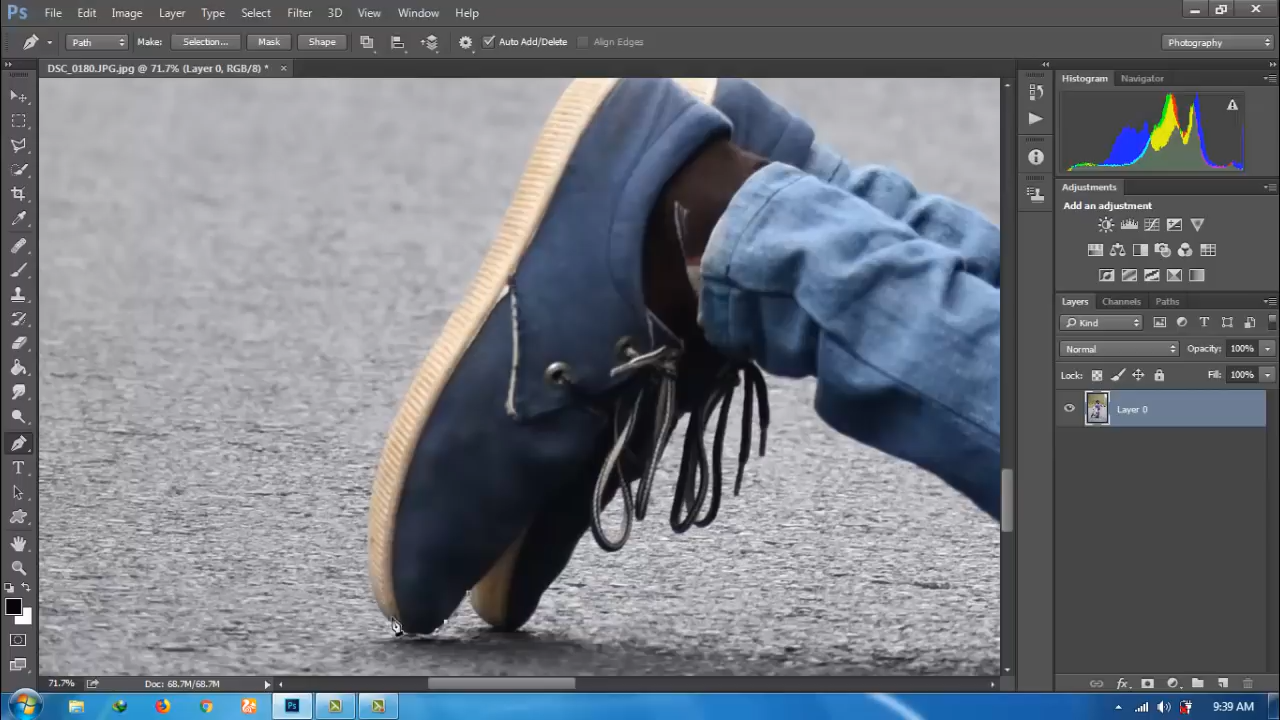 Ps File Edit Image Layer Type Select Filter 3D View Window Help
Path Make: Selection... Mask Shape Auto Add/Delete Align Edges Photography
DSC_0180.JPG.jpg @ 71.7% (Layer 0, RGB/8) *
Histogram Navigator
Adjustments
Add an adjustment
Layers Channels Paths
Kind
Normal Opacity: 100%
Lock: Fill: 100%
Layer 0
71.7% Doc: 68.7M/68.7M
Ps 9:39 AM